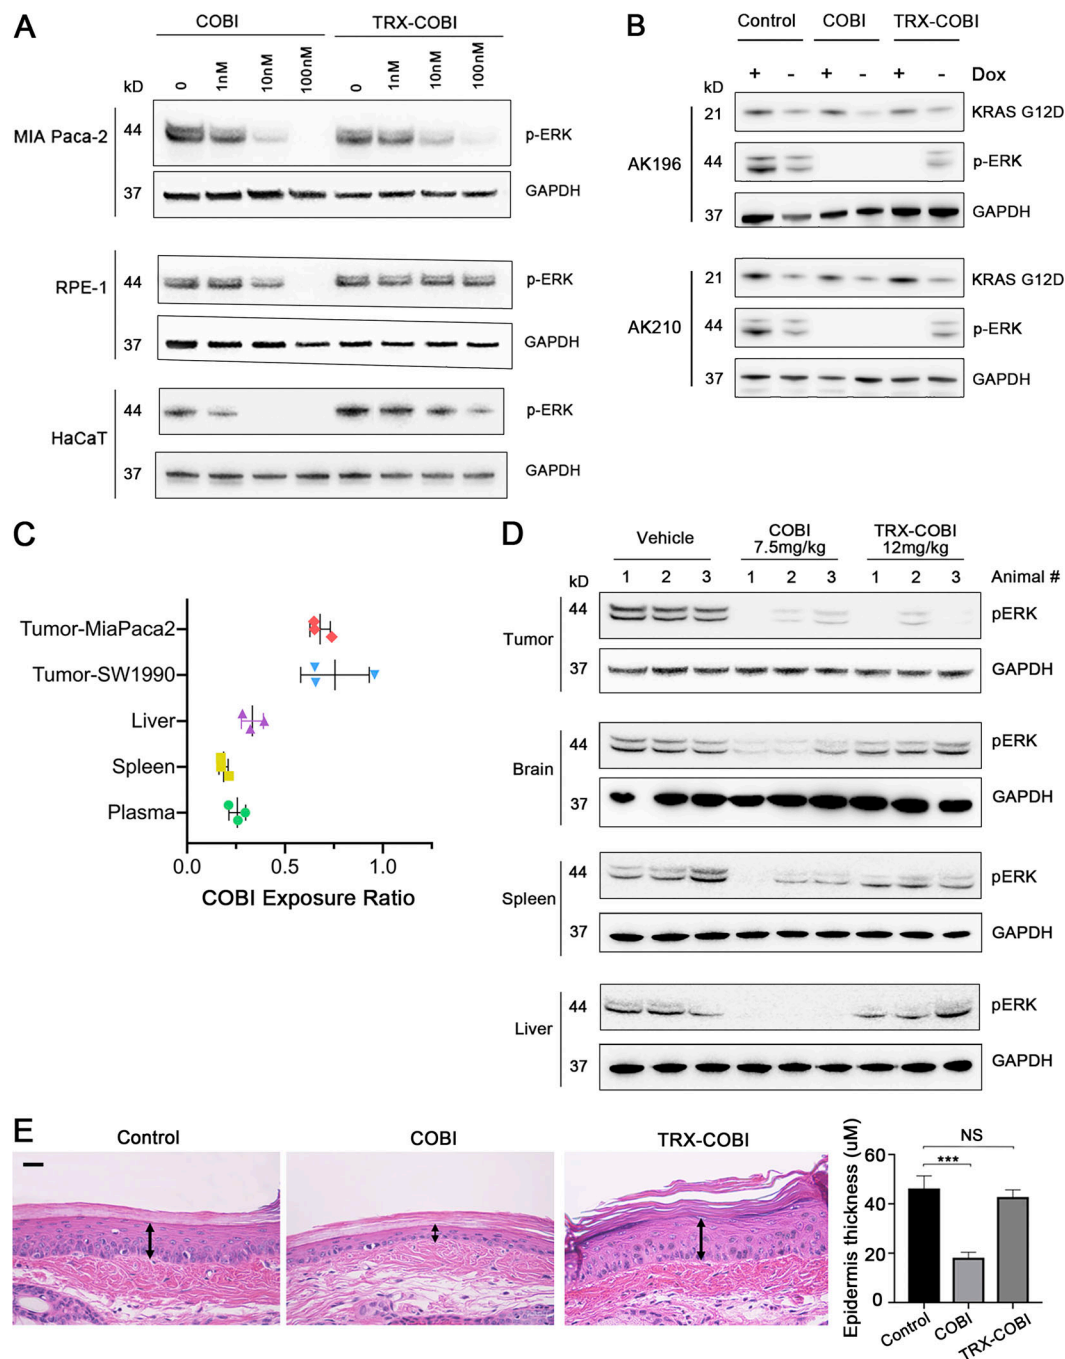 A
COBI
TRX-COBI
kD
0
1nM
10nM
100nM
0
1nM
10nM
100nM
MIA Paca-2
44
p-ERK
37
GAPDH
RPE-1
44
p-ERK
37
GAPDH
HaCaT
44
p-ERK
37
GAPDH
B
Control
COBI
TRX-COBI
+ - + - + - Dox
kD
AK196
21
KRAS G12D
44
p-ERK
37
GAPDH
AK210
21
KRAS G12D
44
p-ERK
37
GAPDH
C
Tumor-MiaPaca2
Tumor-SW1990
Liver
Spleen
Plasma
0.0 0.5 1.0
COBI Exposure Ratio
D
Vehicle
COBI
7.5mg/kg
TRX-COBI
12mg/kg
kD
1 2 3 1 2 3 1 2 3 Animal #
Tumor
44
pERK
37
GAPDH
Brain
44
pERK
37
GAPDH
Spleen
44
pERK
37
GAPDH
Liver
44
pERK
37
GAPDH
E
Control
COBI
TRX-COBI
Epidermis thickness (uM)
60
40
20
0
NS
***
Control
COBI
TRX-COBI